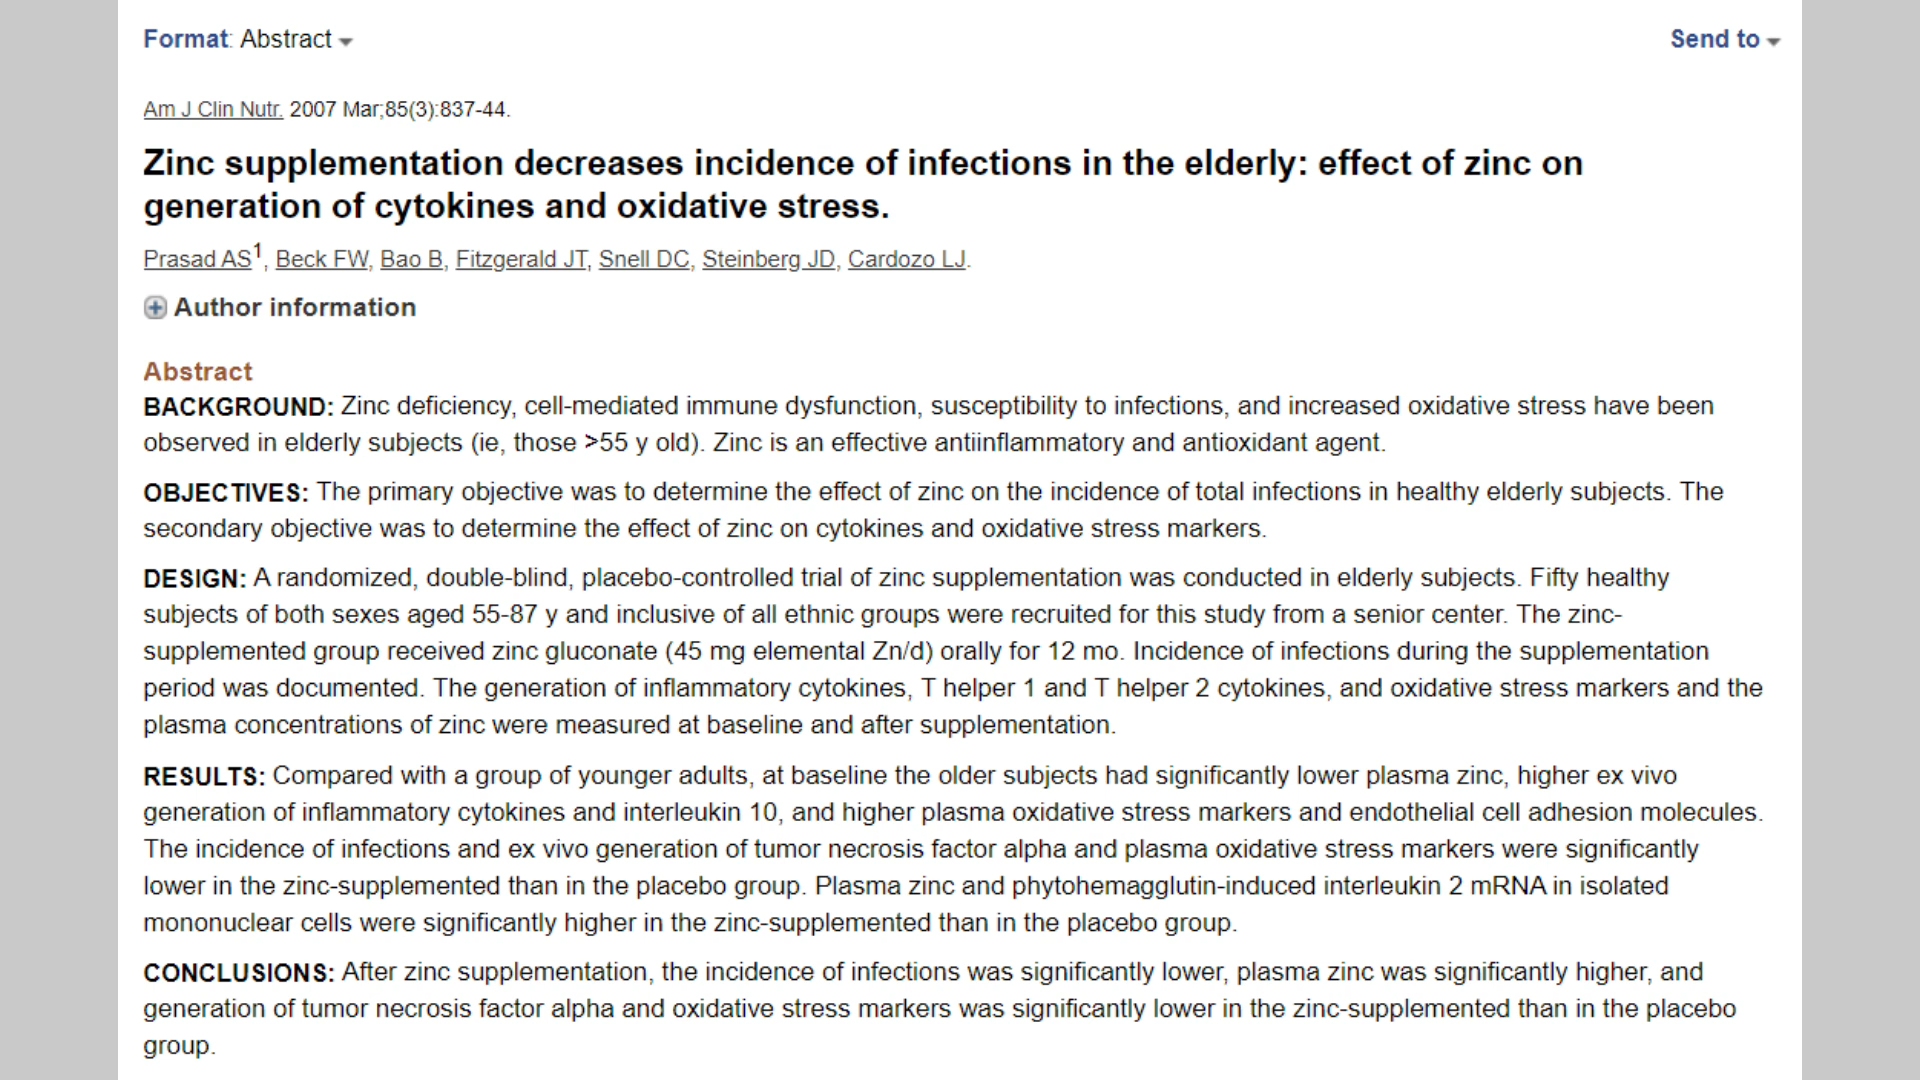 Format: Abstract
Send to
Am J Clin Nutr. 2007 Mar;85(3):837-44.
Zinc supplementation decreases incidence of infections in the elderly: effect of zinc on
generation of cytokines and oxidative stress.
Prasad AS1, Beck FW, Bao B, Fitzgerald JT, Snell DC, Steinberg JD, Cardozo LJ.
Author information
Abstract
BACKGROUND: Zinc deficiency, cell-mediated immune dysfunction, susceptibility to infections, and increased oxidative stress have been
observed in elderly subjects (ie, those >55 y old). Zinc is an effective antiinflammatory and antioxidant agent.
OBJECTIVES: The primary objective was to determine the effect of zinc on the incidence of total infections in healthy elderly subjects. The
secondary objective was to determine the effect of zinc on cytokines and oxidative stress markers.
DESIGN: A randomized, double-blind, placebo-controlled trial of zinc supplementation was conducted in elderly subjects. Fifty healthy
subjects of both sexes aged 55-87 y and inclusive of all ethnic groups were recruited for this study from a senior center. The zinc-
supplemented group received zinc gluconate (45 mg elemental Zn/d) orally for 12 mo. Incidence of infections during the supplementation
period was documented. The generation of inflammatory cytokines, T helper 1 and T helper 2 cytokines, and oxidative stress markers and the
plasma concentrations of zinc were measured at baseline and after supplementation.
RESULTS: Compared with a group of younger adults, at baseline the older subjects had significantly lower plasma zinc, higher ex vivo
generation of inflammatory cytokines and interleukin 10, and higher plasma oxidative stress markers and endothelial cell adhesion molecules.
The incidence of infections and ex vivo generation of tumor necrosis factor alpha and plasma oxidative stress markers were significantly
lower in the zinc-supplemented than in the placebo group. Plasma zinc and phytohemagglutin-induced interleukin 2 mRNA in isolated
mononuclear cells were significantly higher in the zinc-supplemented than in the placebo group.
CONCLUSIONS: After zinc supplementation, the incidence of infections was significantly lower, plasma zinc was significantly higher, and
generation of tumor necrosis factor alpha and oxidative stress markers was significantly lower in the zinc-supplemented than in the placebo
group.